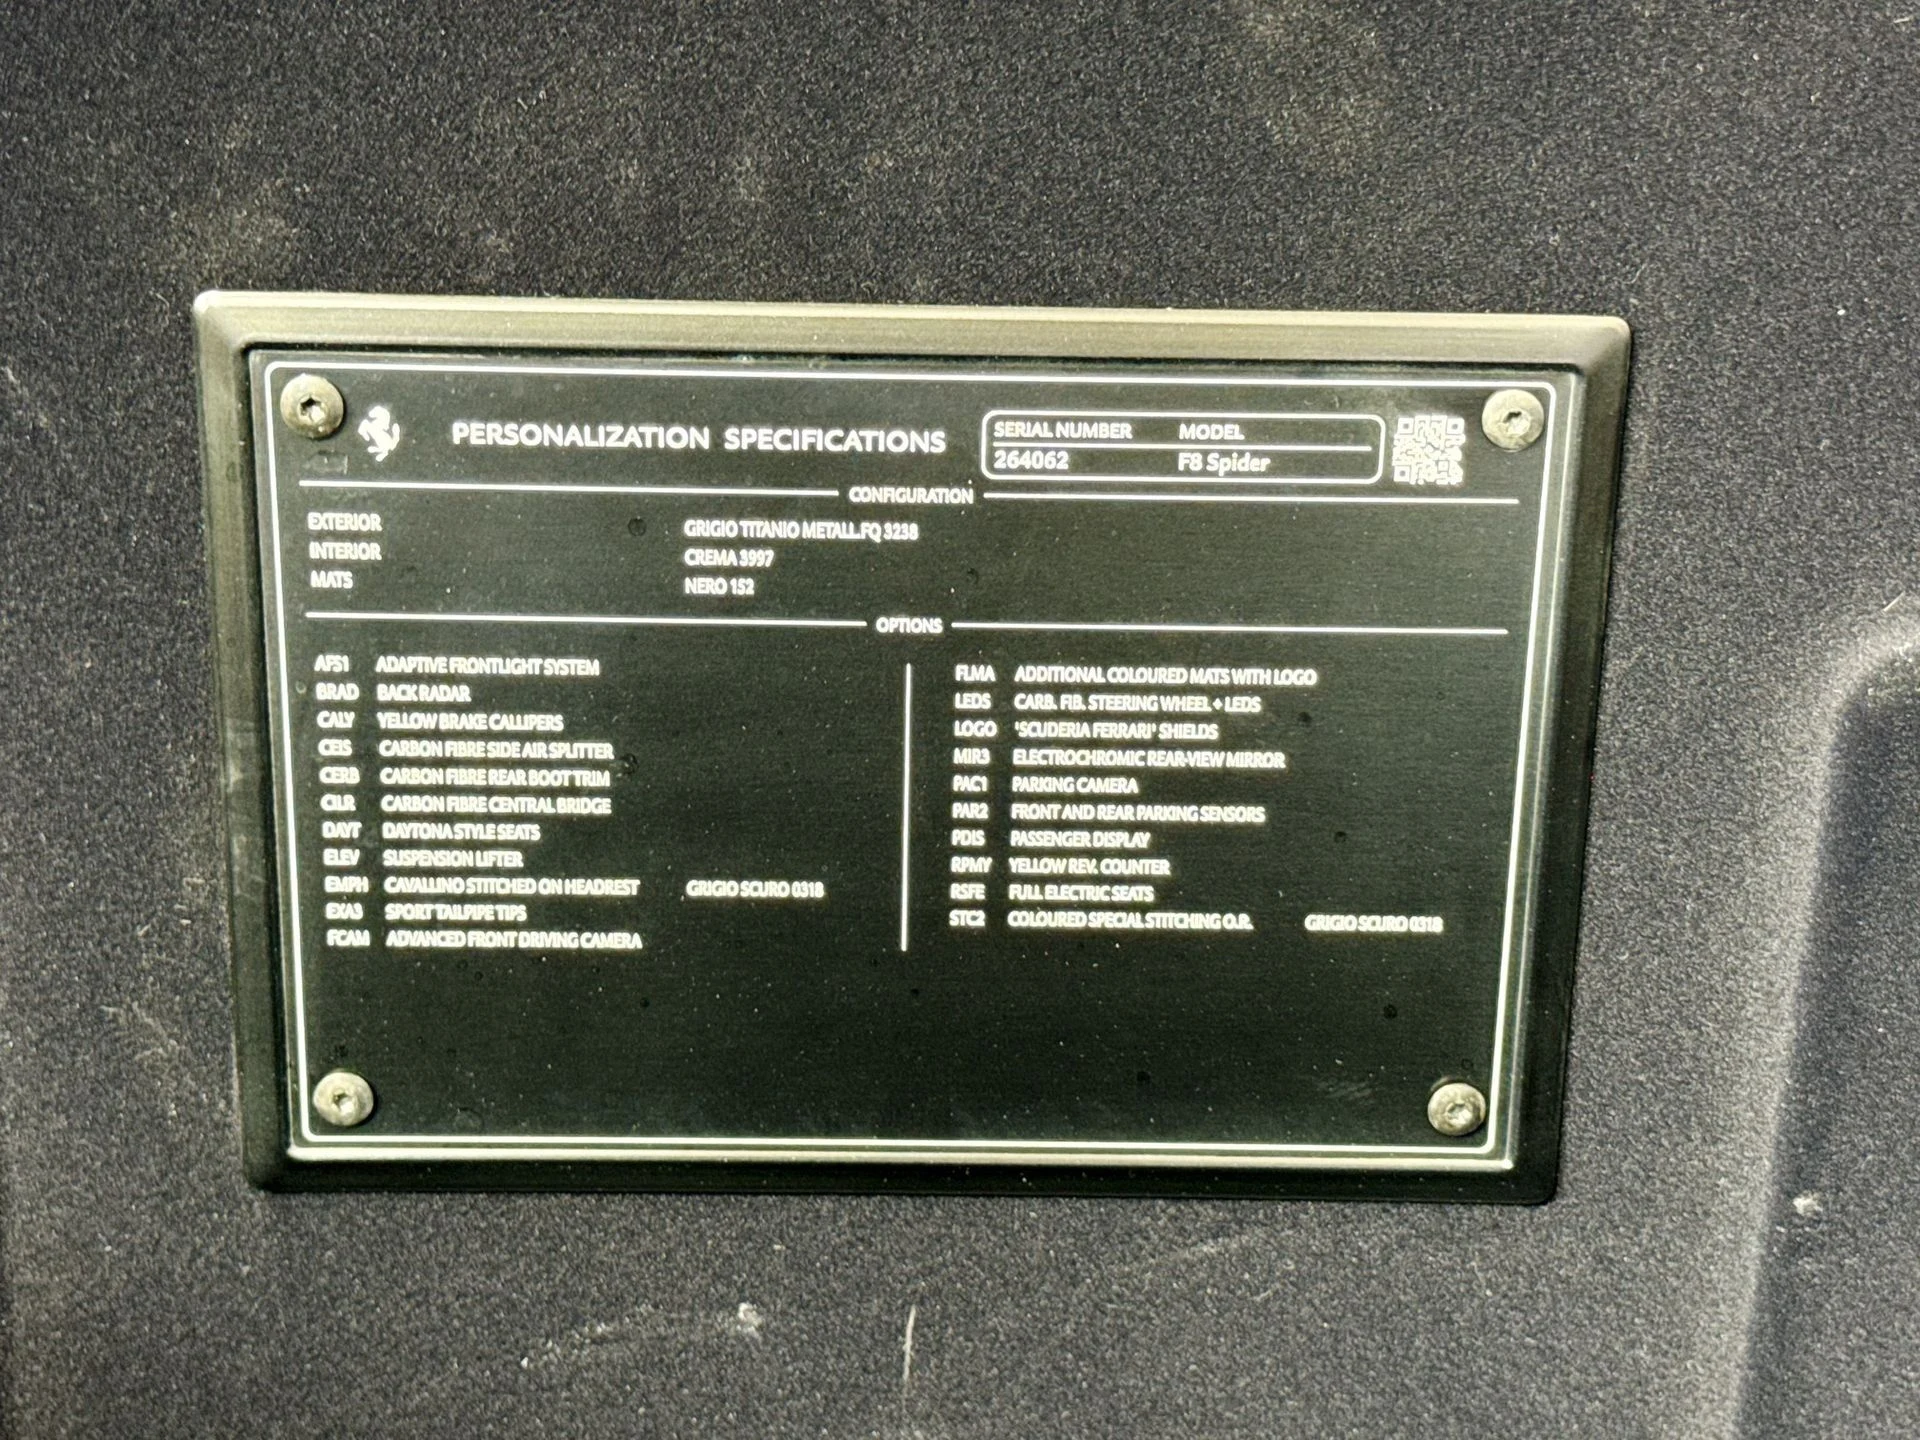 PERSONALIZATION SPECIFICATIONS
SERIAL NUMBER MODEL
264062 F8 Spider
CONFIGURATION
EXTERIOR GRIGIO TITANIO METALL.FQ 3238
INTERIOR CREMA 3997
MATS NERO 152
OPTIONS
AFS1 ADAPTIVE FRONTLIGHT SYSTEM
BRAD BACK RADAR
CALY YELLOW BRAKE CALLIPERS
CEIS CARBON FIBRE SIDE AIR SPLITTER
CERB CARBON FIBRE REAR BOOT TRIM
CILR CARBON FIBRE CENTRAL BRIDGE
DAYT DAYTONA STYLE SEATS
ELEV SUSPENSION LIFTER
EMPH CAVALLINO STITCHED ON HEADREST GRIGIO SCURO 0318
EXA3 SPORT TAILPIPE TIPS
FCAM ADVANCED FRONT DRIVING CAMERA
FLMA ADDITIONAL COLOURED MATS WITH LOGO
LEDS CARB. FIB. STEERING WHEEL + LEDS
LOGO 'SCUDERIA FERRARI' SHIELDS
MIR3 ELECTROCHROMIC REAR-VIEW MIRROR
PAC1 PARKING CAMERA
PAR2 FRONT AND REAR PARKING SENSORS
PDIS PASSENGER DISPLAY
RPMY YELLOW REV. COUNTER
RSFE FULL ELECTRIC SEATS
STC2 COLOURED SPECIAL STITCHING O.R. GRIGIO SCURO 0318